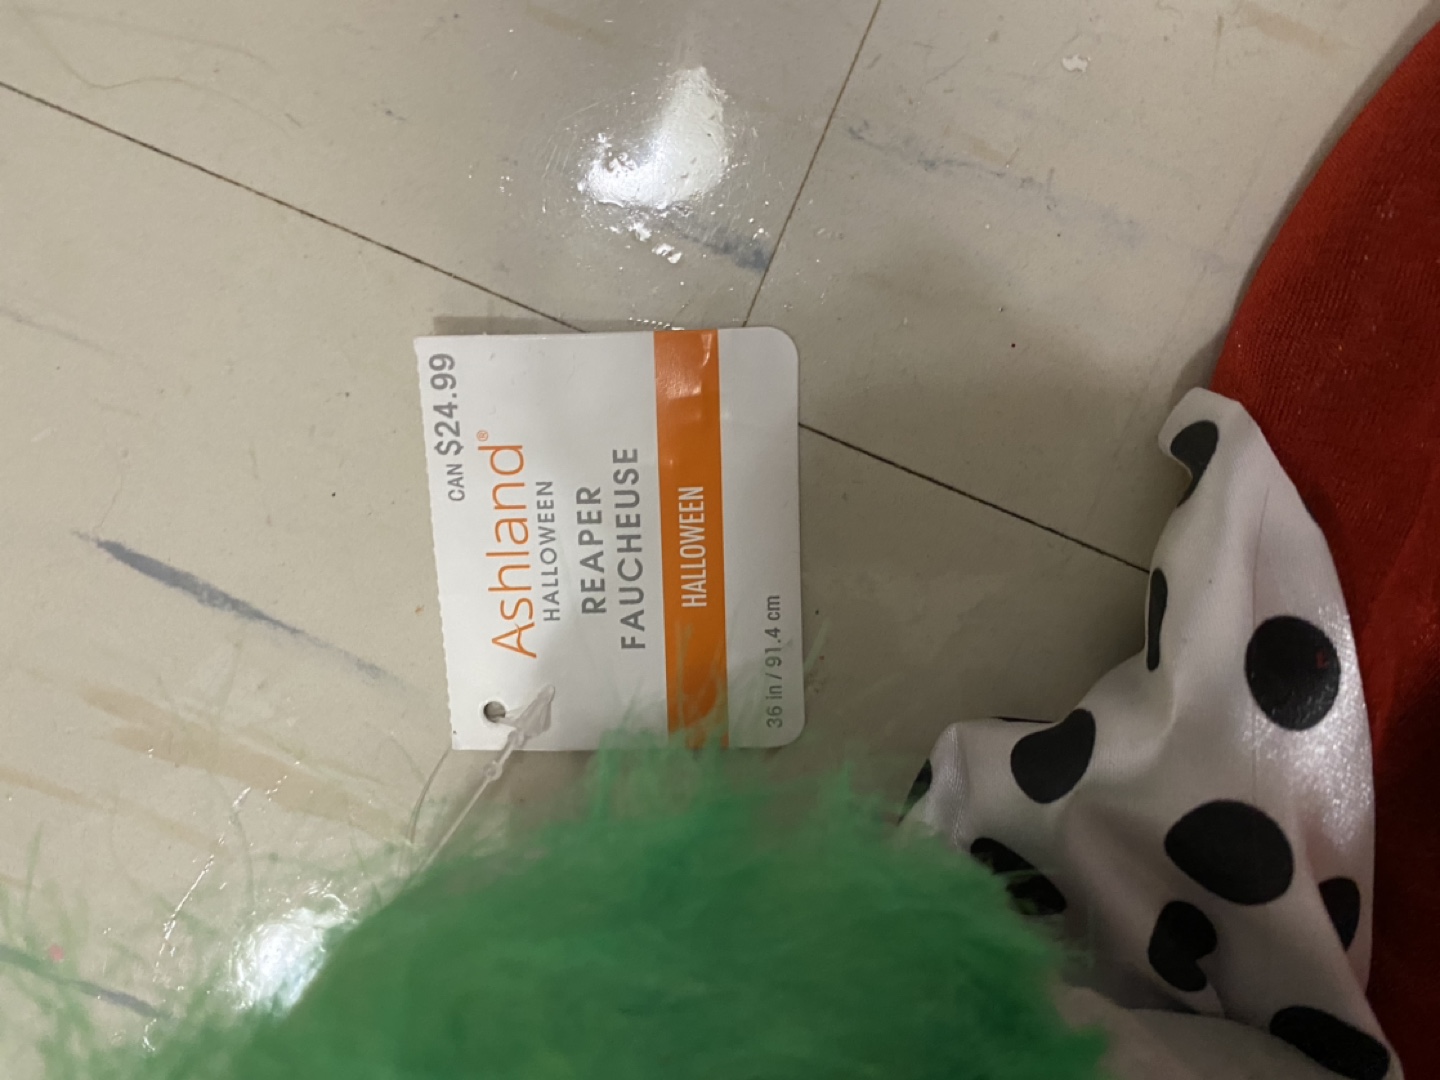 CAN $24.99
Ashland®
HALLOWEEN
REAPER
FAUCHEUSE
HALLOWEEN
36 in / 91.4 cm